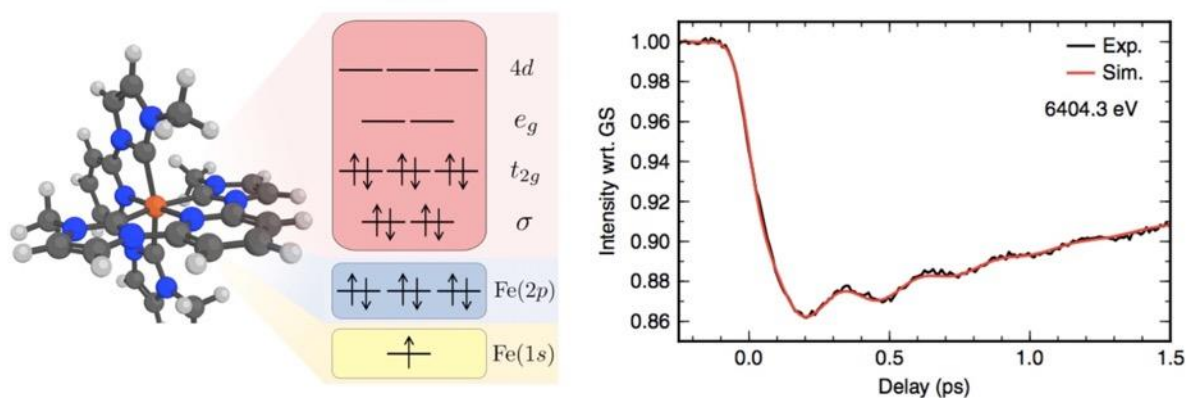 4d
e_g
t_{2g}
σ
Fe(2p)
Fe(1s)
Intensity wrt. GS
1.00
0.98
0.96
0.94
0.92
0.90
0.88
0.86
Exp.
Sim.
6404.3 eV
0.0
0.5
1.0
1.5
Delay (ps)